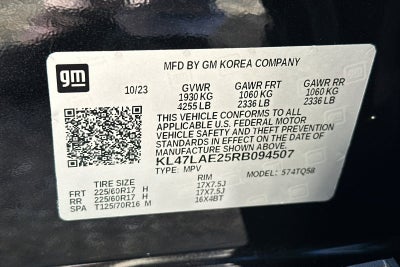 gm
MFD BY GM KOREA COMPANY
10/23 GVWR GAWR FRT GAWR RR
1930 KG 1060 KG 1060 KG
4255 LB 2336 LB 2336 LB
THIS VEHICLE CONFORMS TO ALL
APPLICABLE U.S. FEDERAL MOTOR
VEHICLE SAFETY AND THEFT PREVENTION
STANDARDS IN EFFECT ON THE DATE OF
MANUFACTURE SHOWN ABOVE.
KL47LAE25RB094507
TYPE: MPV MODEL: 574TQ58
TIRE SIZE RIM
FRT 225/60R17 H 17X7.5J
RR 225/60R17 H 17X7.5J
SPA T125/70R16 M 16X4BT